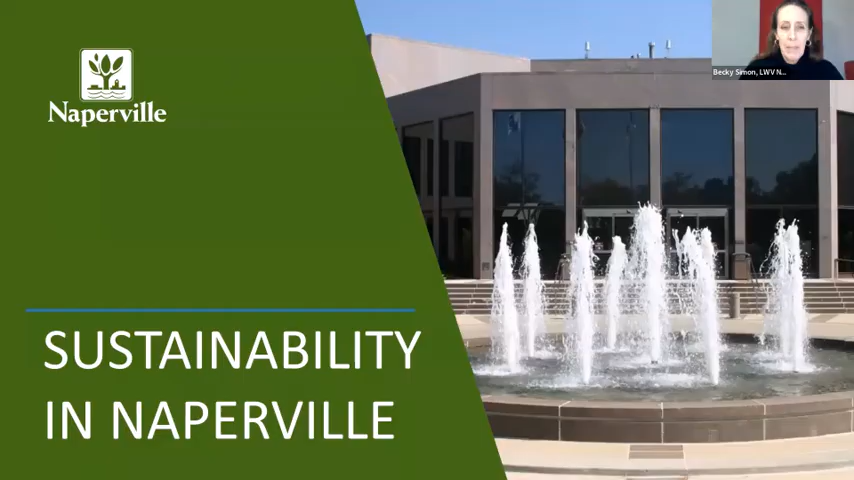 Naperville
Becky Simon, LWV N...
SUSTAINABILITY
IN NAPERVILLE